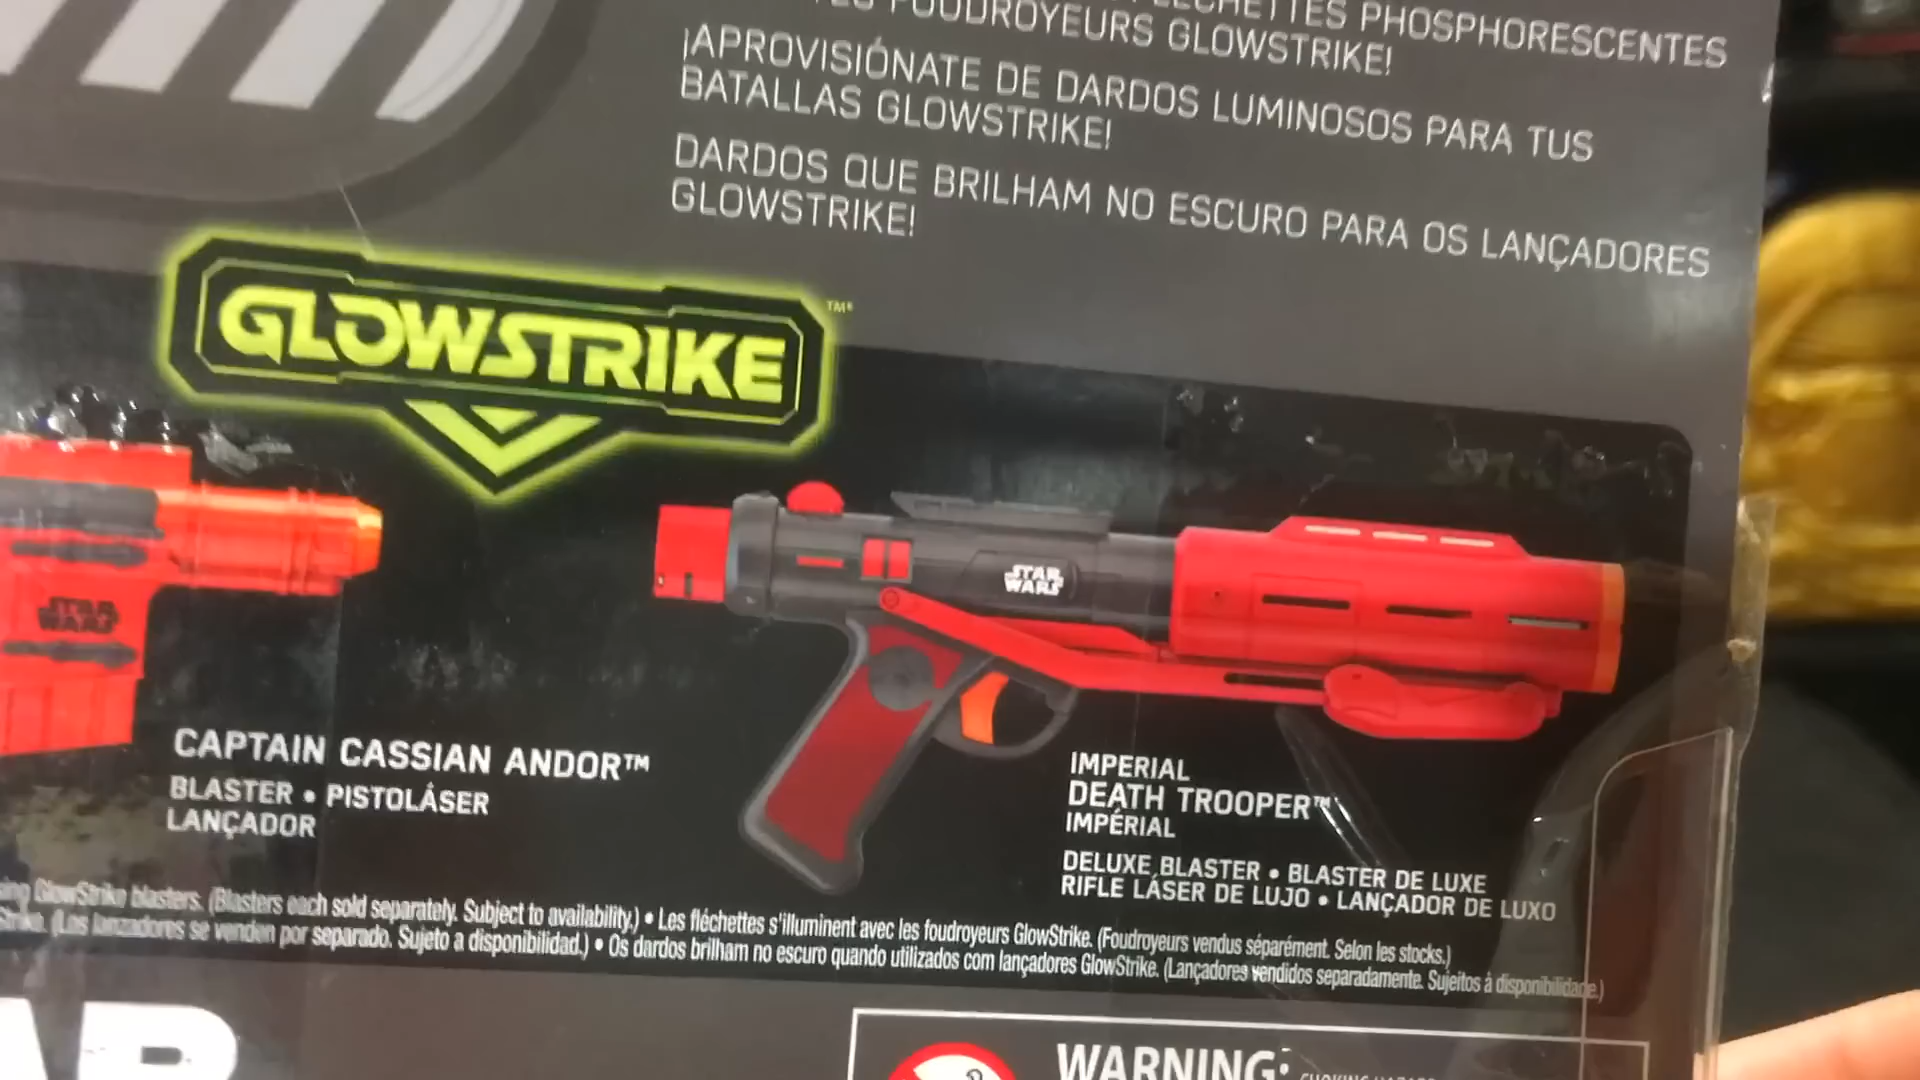 FLÉCHETTES PHOSPHORESCENTES
FOUDROYEURS GLOWSTRIKE!
¡APROVISIÓNATE DE DARDOS LUMINOSOS PARA TUS
BATALLAS GLOWSTRIKE!
DARDOS QUE BRILHAM NO ESCURO PARA OS LANÇADORES
GLOWSTRIKE!
GLOWSTRIKE
STAR
WARS
STAR
WARS
CAPTAIN CASSIAN ANDOR™
BLASTER • PISTOLÁSER
LANÇADOR
IMPERIAL
DEATH TROOPER™
IMPÉRIAL
DELUXE BLASTER • BLASTER DE LUXE
RIFLE LÁSER DE LUJO • LANÇADOR DE LUXO
GlowStrike blasters. (Blasters each sold separately. Subject to availability.) • Les fléchettes s'illuminent avec les foudroyeurs GlowStrike. (Foudroyeurs vendus séparément. Selon les stocks.)
(Los lanzadores se venden por separado. Sujeto a disponibilidad.) • Os dardos brilham no escuro quando utilizados com lançadores GlowStrike. (Lançadores vendidos separadamente. Sujeitos à disponibilidade.)
WARNING: